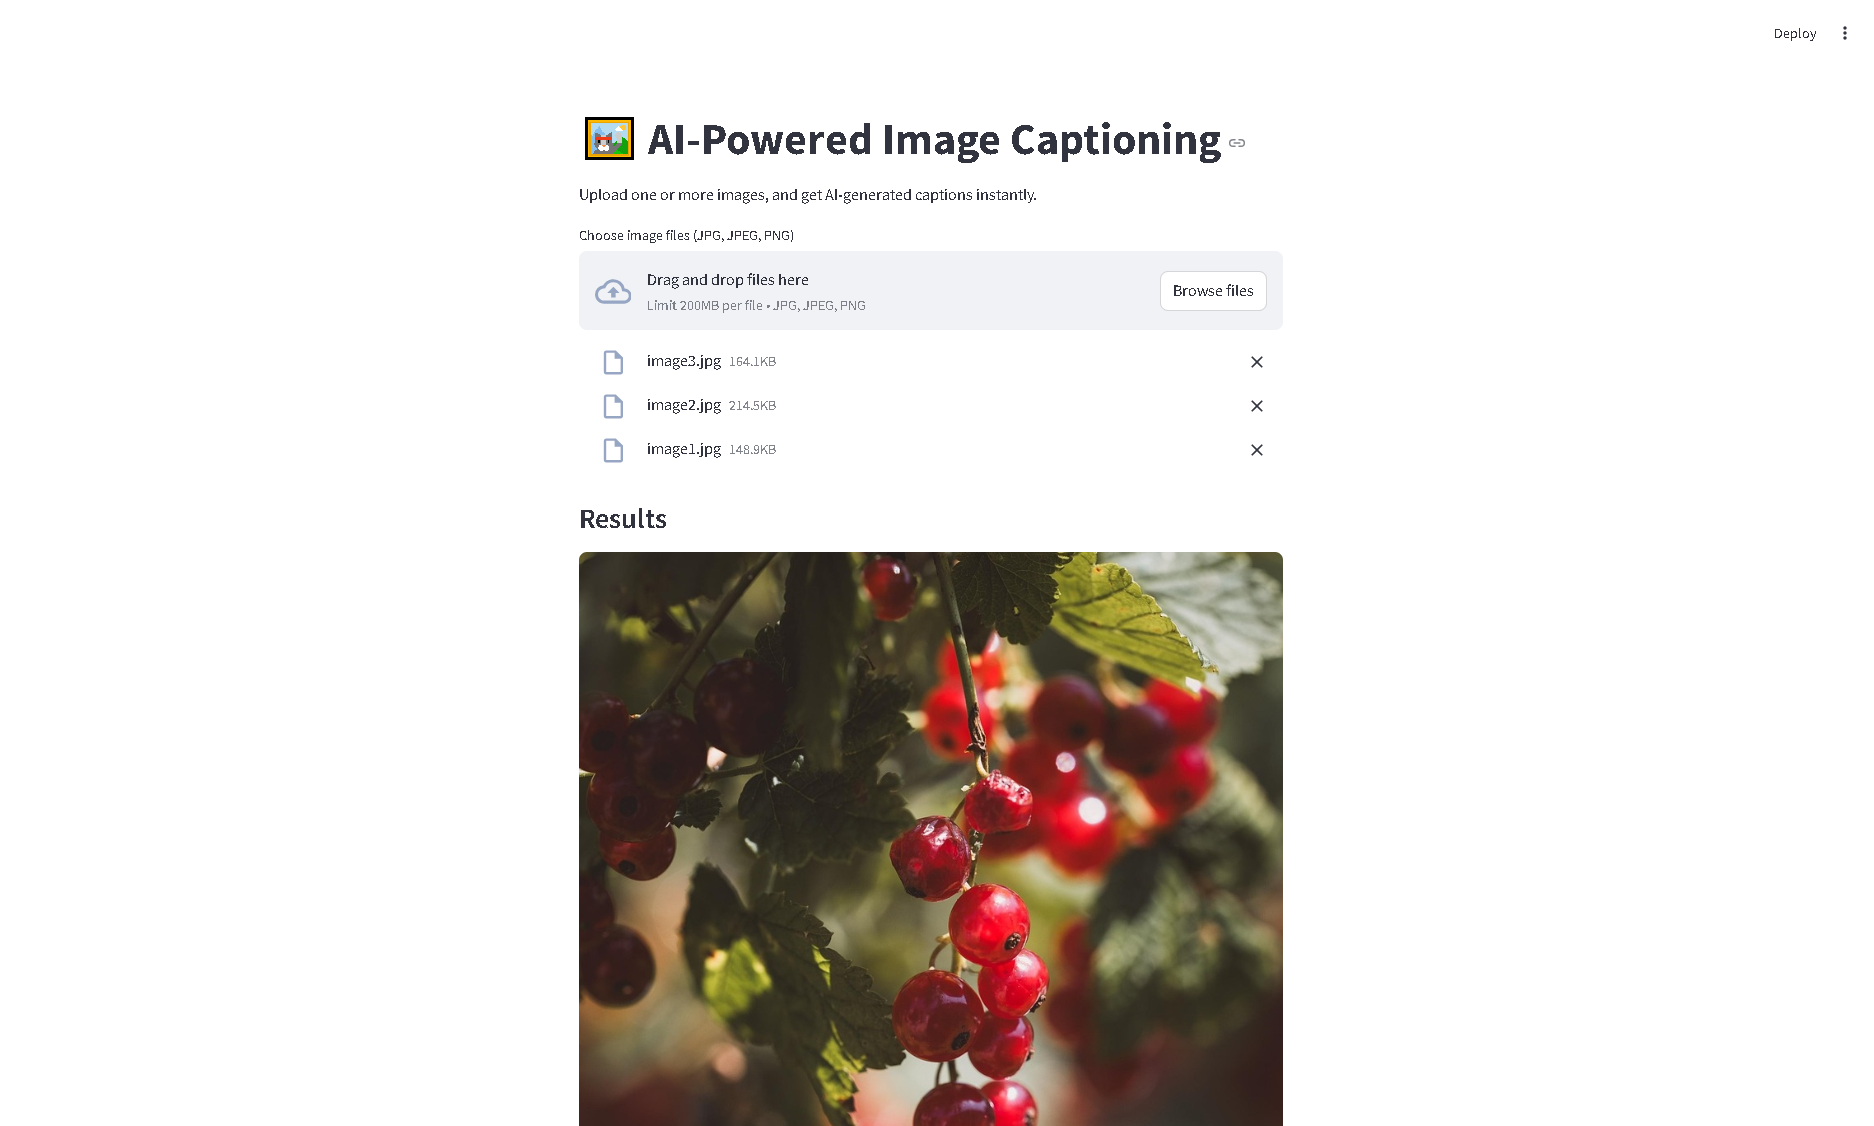 Deploy
AI-Powered Image Captioning
Upload one or more images, and get AI-generated captions instantly.
Choose image files (JPG, JPEG, PNG)
Drag and drop files here
Limit 200MB per file • JPG, JPEG, PNG
Browse files
image3.jpg 164.1KB
image2.jpg 214.5KB
image1.jpg 148.9KB
Results